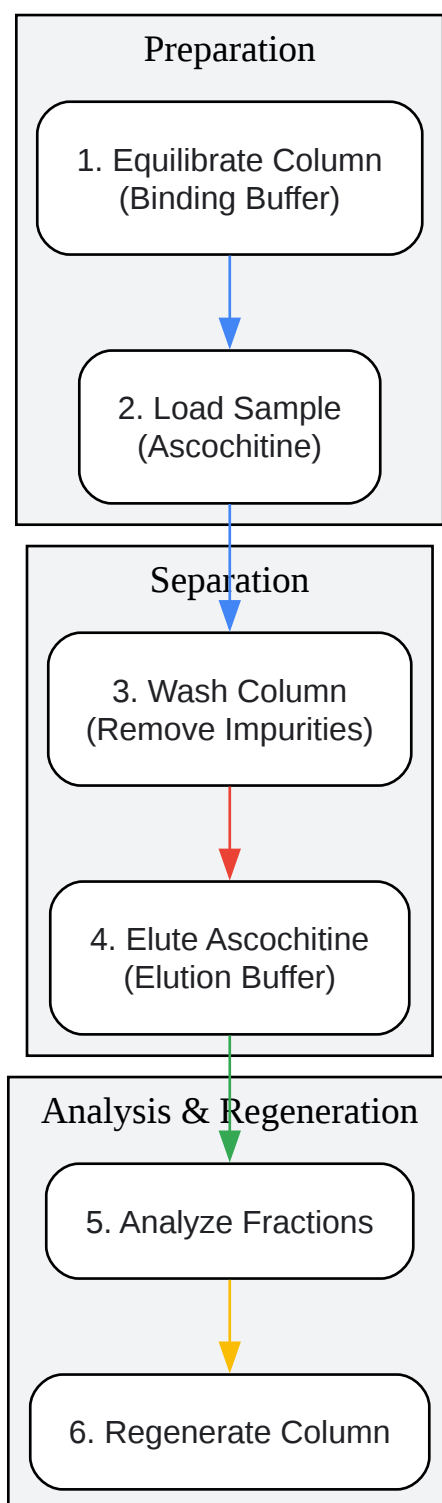 Preparation
1. Equilibrate Column
(Binding Buffer)
2. Load Sample
(Ascochitine)
Separation
3. Wash Column
(Remove Impurities)
4. Elute Ascochitine
(Elution Buffer)
Analysis & Regeneration
5. Analyze Fractions
6. Regenerate Column